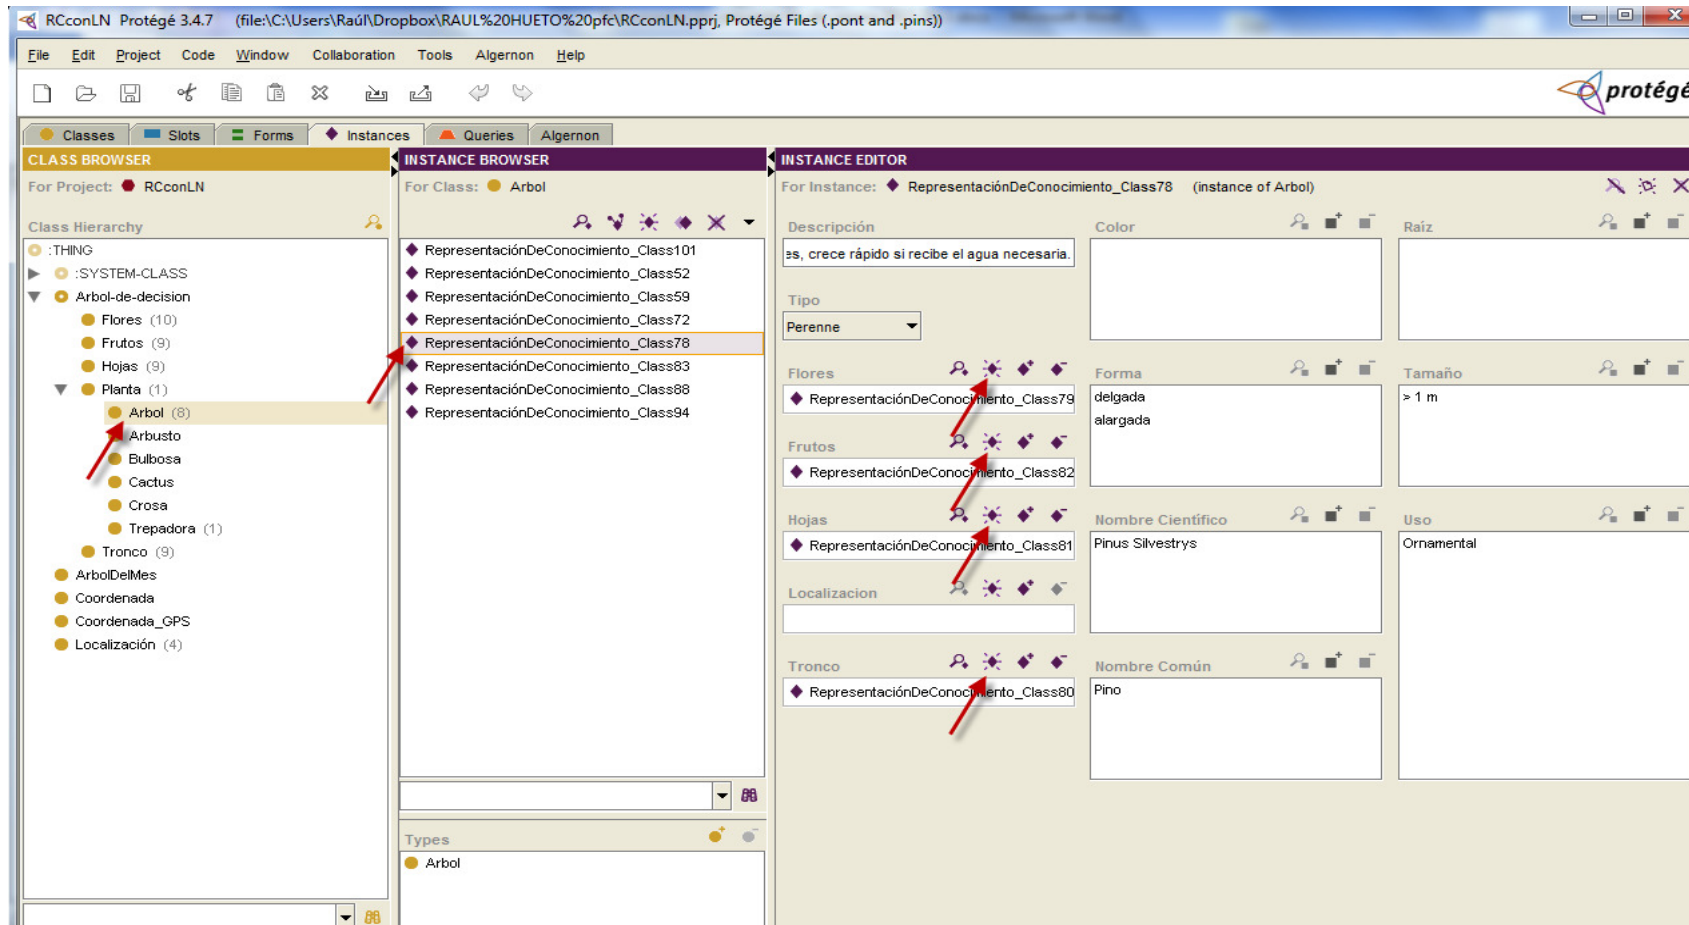 RCconLN Protégé 3.4.7 (file:\C:\Users\Raúl\Dropbox\RAUL%20HUETO%20pfc\RCconLN.pprj, Protégé Files (.pont and .pins))
File Edit Project Code Window Collaboration Tools Algernon Help
protégé
Classes Slots Forms Instances Queries Algernon
CLASS BROWSER
For Project: RCconLN
Class Hierarchy
:THING
:SYSTEM-CLASS
Arbol-de-decision
Flores (10)
Frutos (9)
Hojas (9)
Planta (1)
Arbol (8)
Arbusto
Bulbosa
Cactus
Crosa
Trepadora (1)
Tronco (9)
ArbolDelMes
Coordenada
Coordenada_GPS
Localización (4)
INSTANCE BROWSER
For Class: Arbol
RepresentaciónDeConocimiento_Class101
RepresentaciónDeConocimiento_Class52
RepresentaciónDeConocimiento_Class59
RepresentaciónDeConocimiento_Class72
RepresentaciónDeConocimiento_Class78
RepresentaciónDeConocimiento_Class83
RepresentaciónDeConocimiento_Class88
RepresentaciónDeConocimiento_Class94
Types
Arbol
INSTANCE EDITOR
For Instance: RepresentaciónDeConocimiento_Class78 (instance of Arbol)
Descripción
es, crece rápido si recibe el agua necesaria.
Tipo
Perenne
Flores
RepresentaciónDeConocimiento_Class79
Frutos
RepresentaciónDeConocimiento_Class82
Hojas
RepresentaciónDeConocimiento_Class81
Localizacion
Tronco
RepresentaciónDeConocimiento_Class80
Color
Forma
delgada
alargada
Nombre Científico
Pinus Silvestrys
Nombre Común
Pino
Raíz
Tamaño
> 1 m
Uso
Ornamental